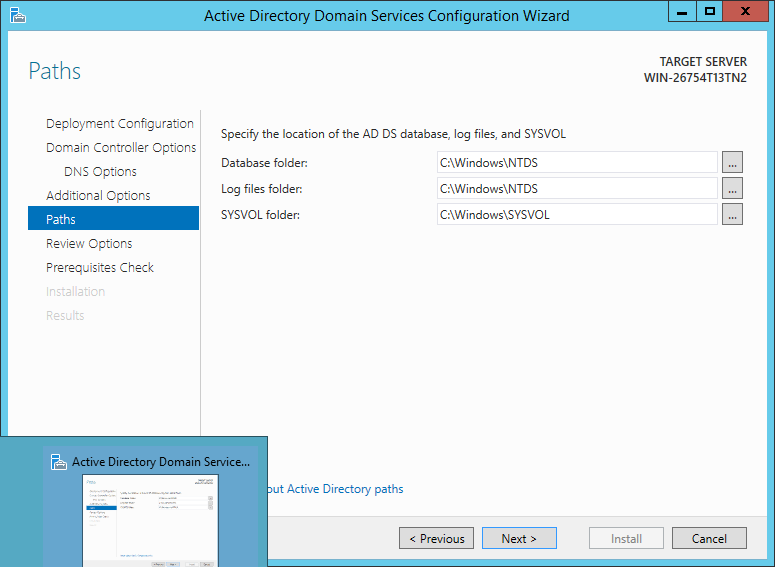 Active Directory Domain Services Configuration Wizard
Paths
TARGET SERVER
WIN-26754T13TN2
Deployment Configuration
Domain Controller Options
DNS Options
Additional Options
Paths
Review Options
Prerequisites Check
Installation
Results
Specify the location of the AD DS database, log files, and SYSVOL
Database folder:
C:\Windows\NTDS
...
Log files folder:
C:\Windows\NTDS
...
SYSVOL folder:
C:\Windows\SYSVOL
...
Active Directory Domain Service...
Active Directory paths
< Previous
Next >
Install
Cancel